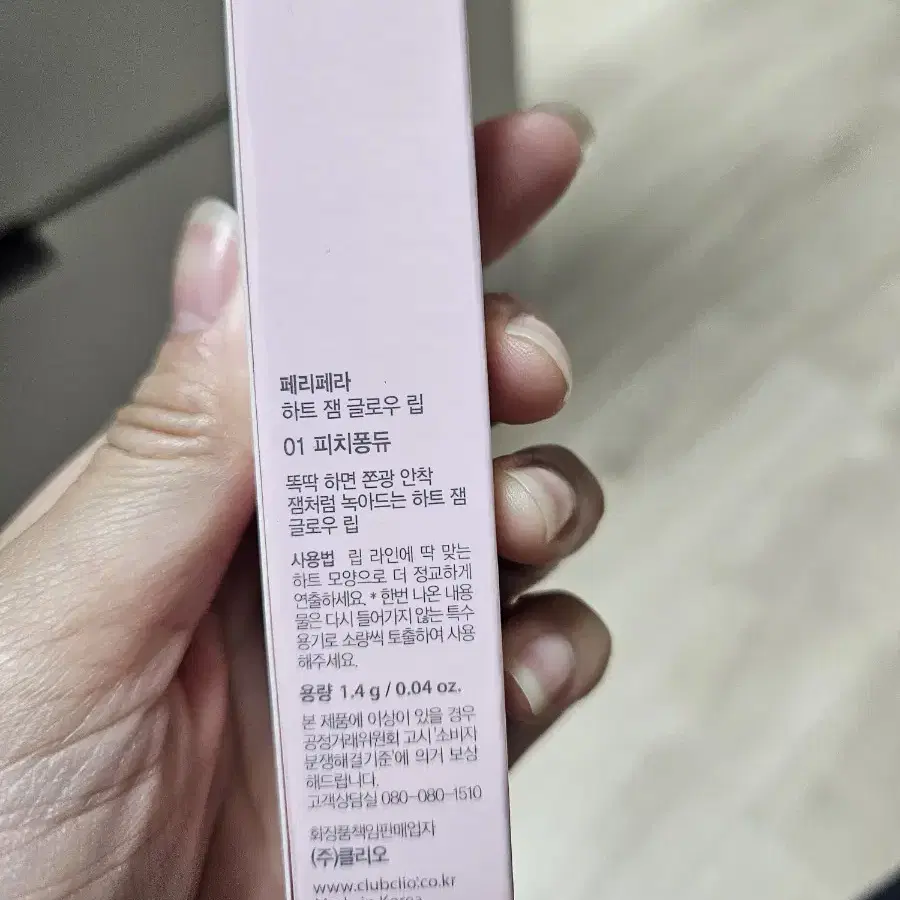 페리페라
하트 잼 글로우 립
01 피치퐁듀
똑딱 하면 쫀광 안착
잼처럼 녹아드는 하트 잼
글로우 립
사용법 립 라인에 딱 맞는
하트 모양으로 더 정교하게
연출하세요. * 한번 나온 내용
물은 다시 들어가지 않는 특수
용기로 소량씩 토출하여 사용
해주세요.
용량 1.4 g / 0.04 oz.
본 제품에 이상이 있을 경우
공정거래위원회 고시 '소비자
분쟁해결기준'에 의거 보상
해드립니다.
고객상담실 080-080-1510
화장품책임판매업자
(주)클리오
www.clubclio.co.kr
Made in Korea